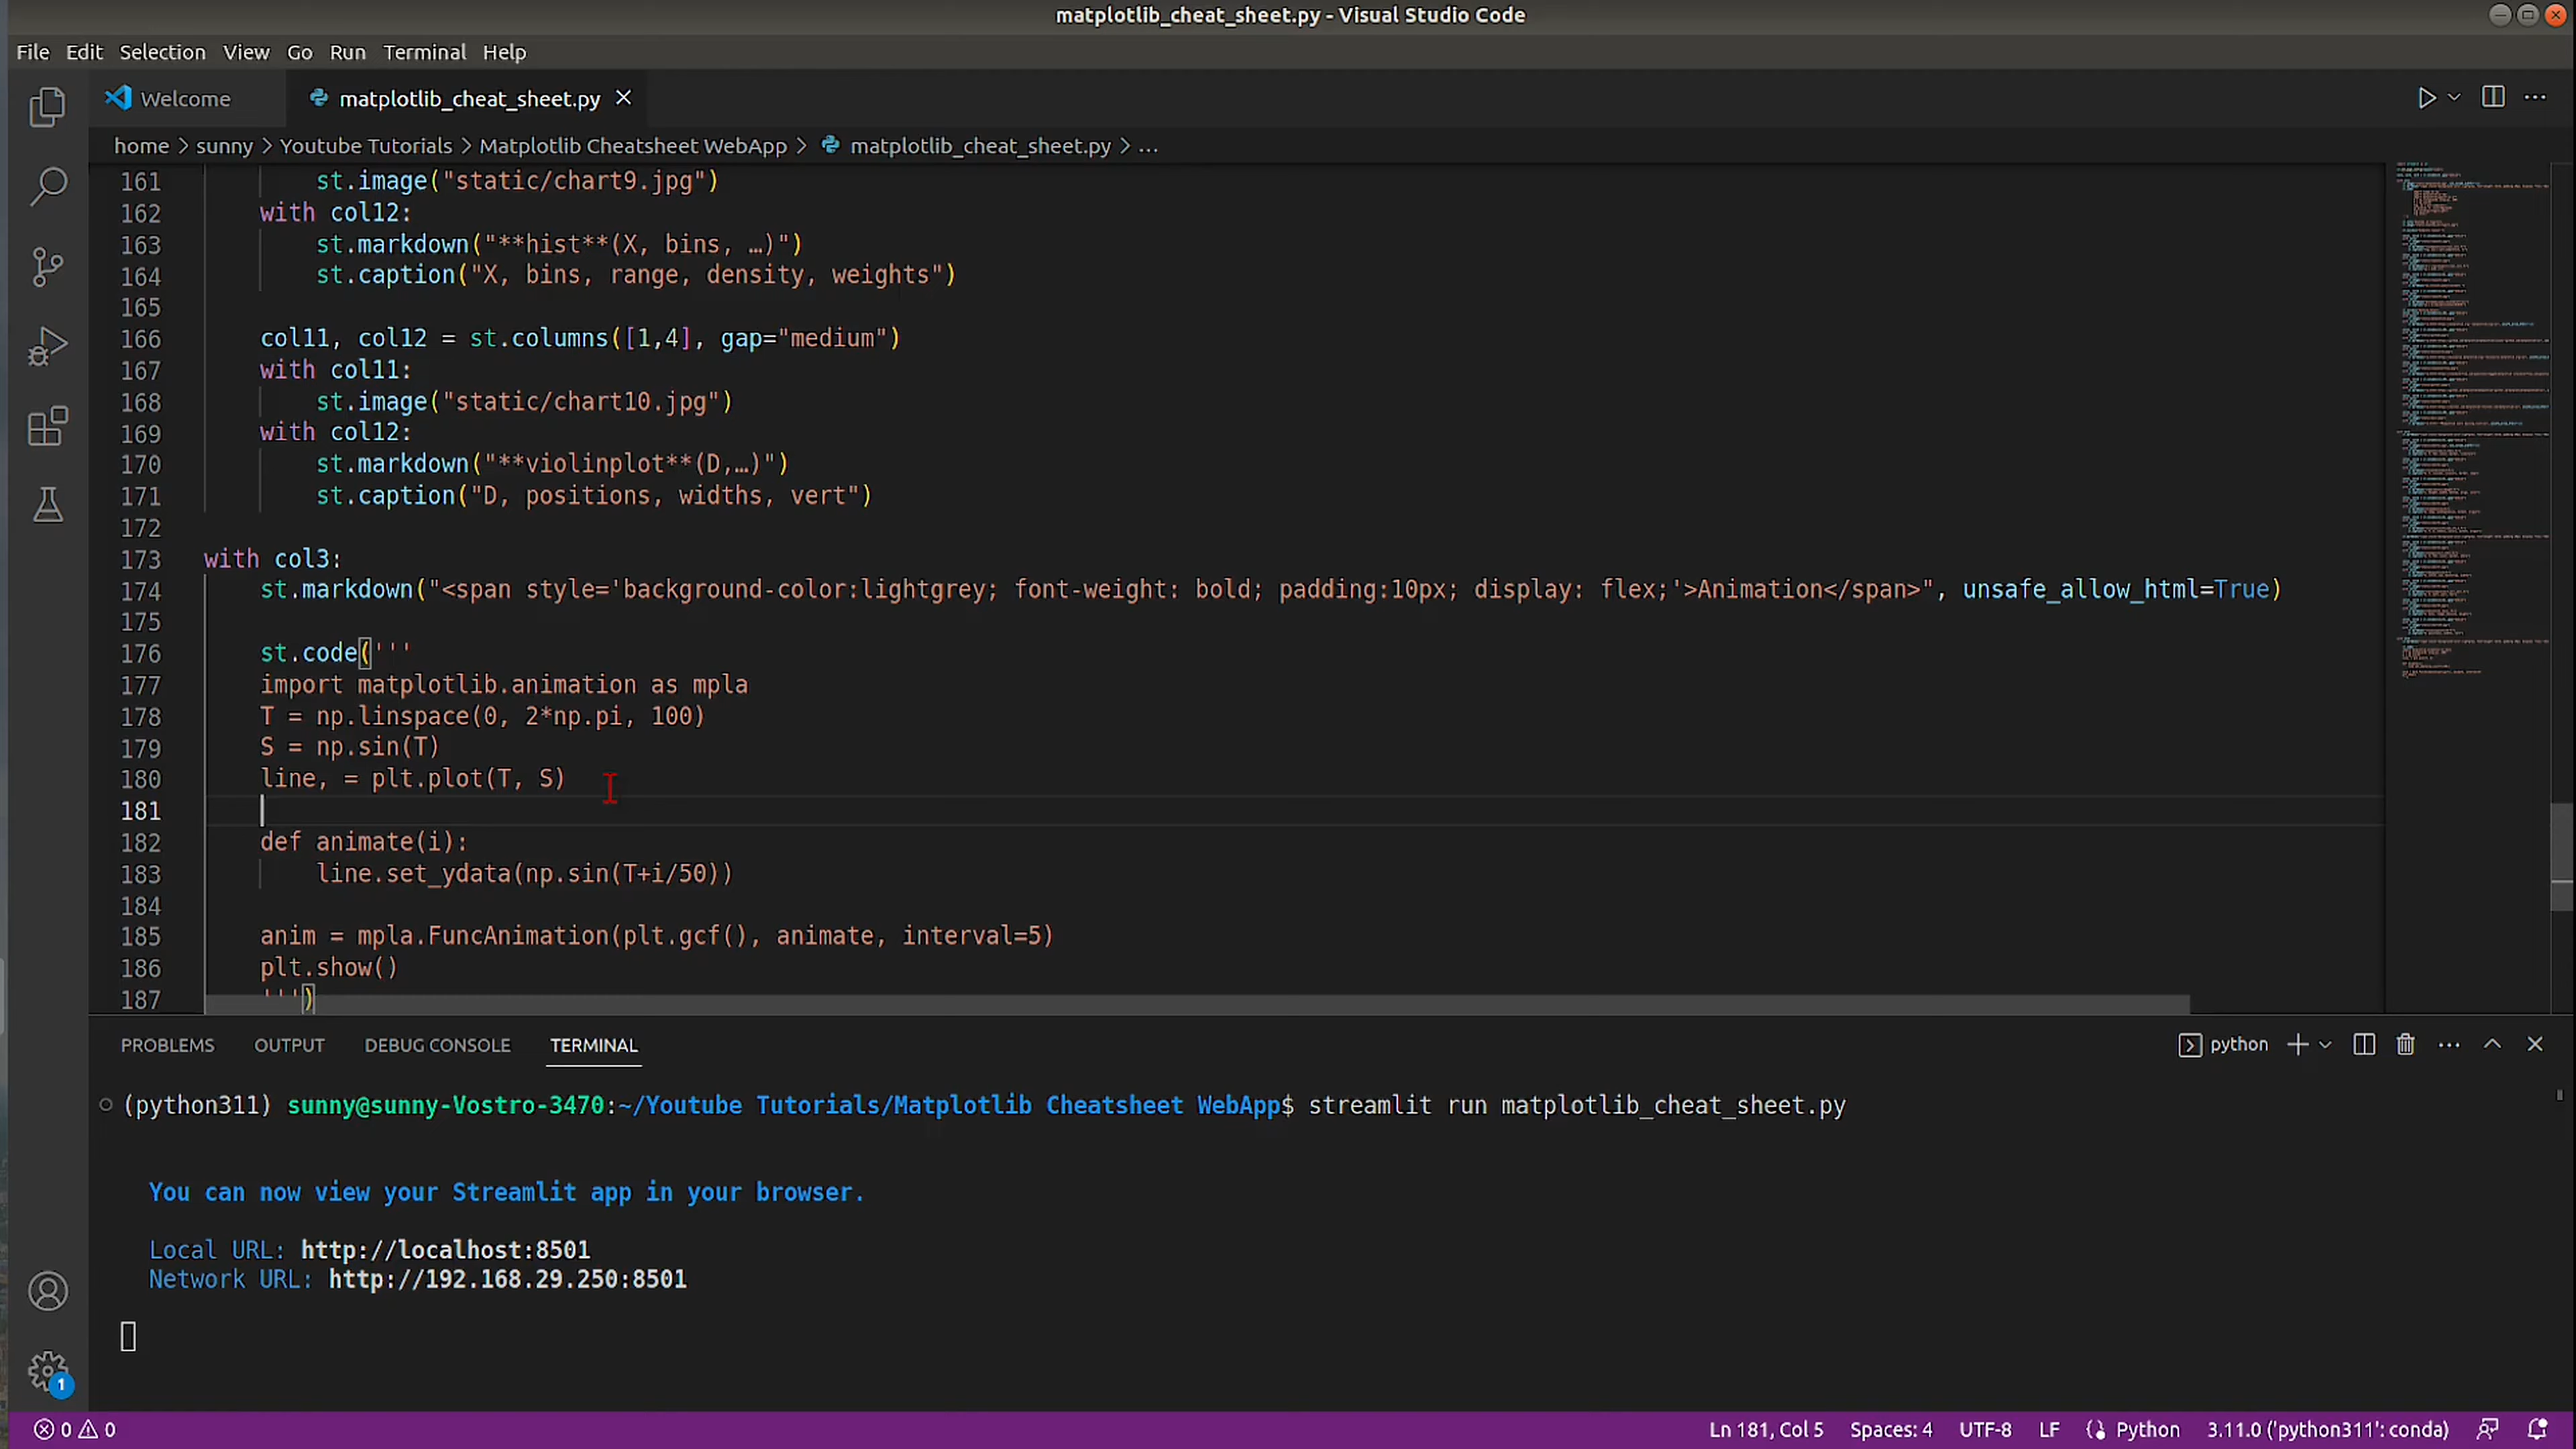 matplotlib_cheat_sheet.py - Visual Studio Code
File Edit Selection View Go Run Terminal Help
Welcome matplotlib_cheat_sheet.py
home > sunny > Youtube Tutorials > Matplotlib Cheatsheet WebApp > matplotlib_cheat_sheet.py > ...
161 st.image("static/chart9.jpg")
162 with col12:
163 st.markdown("**hist**(X, bins, …)")
164 st.caption("X, bins, range, density, weights")
165
166 col11, col12 = st.columns([1,4], gap="medium")
167 with col11:
168 st.image("static/chart10.jpg")
169 with col12:
170 st.markdown("**violinplot**(D,…)")
171 st.caption("D, positions, widths, vert")
172
173 with col3:
174 st.markdown("<span style='background-color:lightgrey; font-weight: bold; padding:10px; display: flex;'>Animation</span>", unsafe_allow_html=True)
175
176 st.code('''
177 import matplotlib.animation as mpla
178 T = np.linspace(0, 2*np.pi, 100)
179 S = np.sin(T)
180 line, = plt.plot(T, S)
181
182 def animate(i):
183 line.set_ydata(np.sin(T+i/50))
184
185 anim = mpla.FuncAnimation(plt.gcf(), animate, interval=5)
186 plt.show()
187 ''')
PROBLEMS OUTPUT DEBUG CONSOLE TERMINAL python
(python311) sunny@sunny-Vostro-3470:~/Youtube Tutorials/Matplotlib Cheatsheet WebApp$ streamlit run matplotlib_cheat_sheet.py
You can now view your Streamlit app in your browser.
Local URL: http://localhost:8501
Network URL: http://192.168.29.250:8501
1
0 0 Ln 181, Col 5 Spaces: 4 UTF-8 LF Python 3.11.0 ('python311': conda)